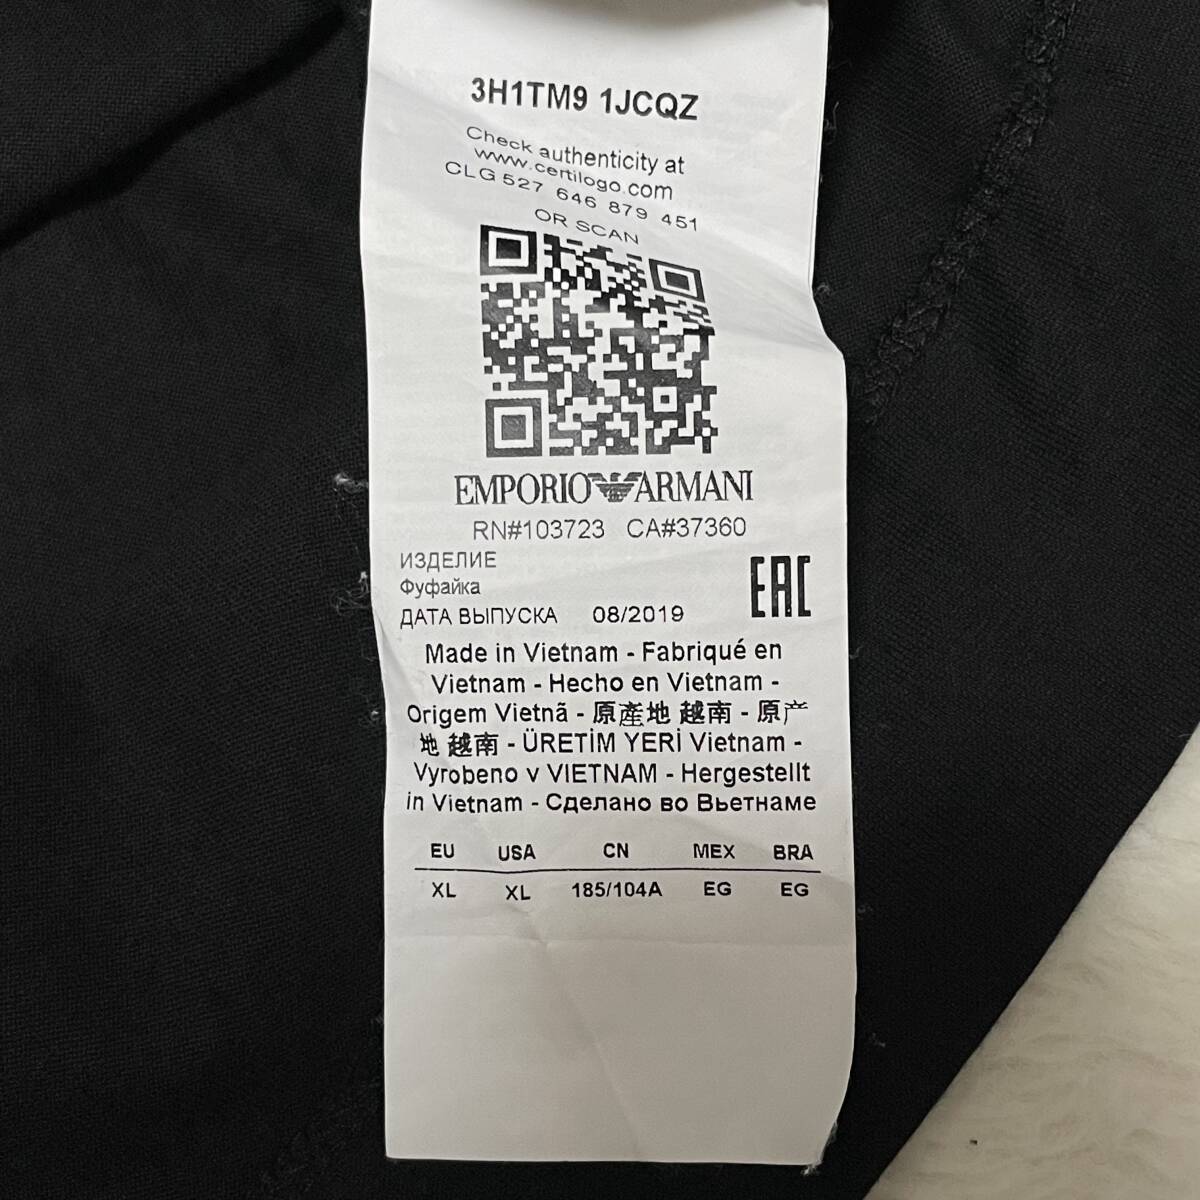 3H1TM9 1JCQZ
Check authenticity at
www.certilogo.com
CLG 527 646 879 451
OR SCAN
EMPORIO ARMANI
RN#103723 CA#37360
ИЗДЕЛИЕ
Фуфайка
ДАТА ВЫПУСКА 08/2019
EAC
Made in Vietnam - Fabriqué en
Vietnam - Hecho en Vietnam -
Origem Vietnã - 原產地 越南 - 原产
地 越南 - ÜRETİM YERİ Vietnam -
Vyrobeno v VIETNAM - Hergestellt
in Vietnam - Сделано во Вьетнаме
EU USA CN MEX BRA
XL XL 185/104A EG EG